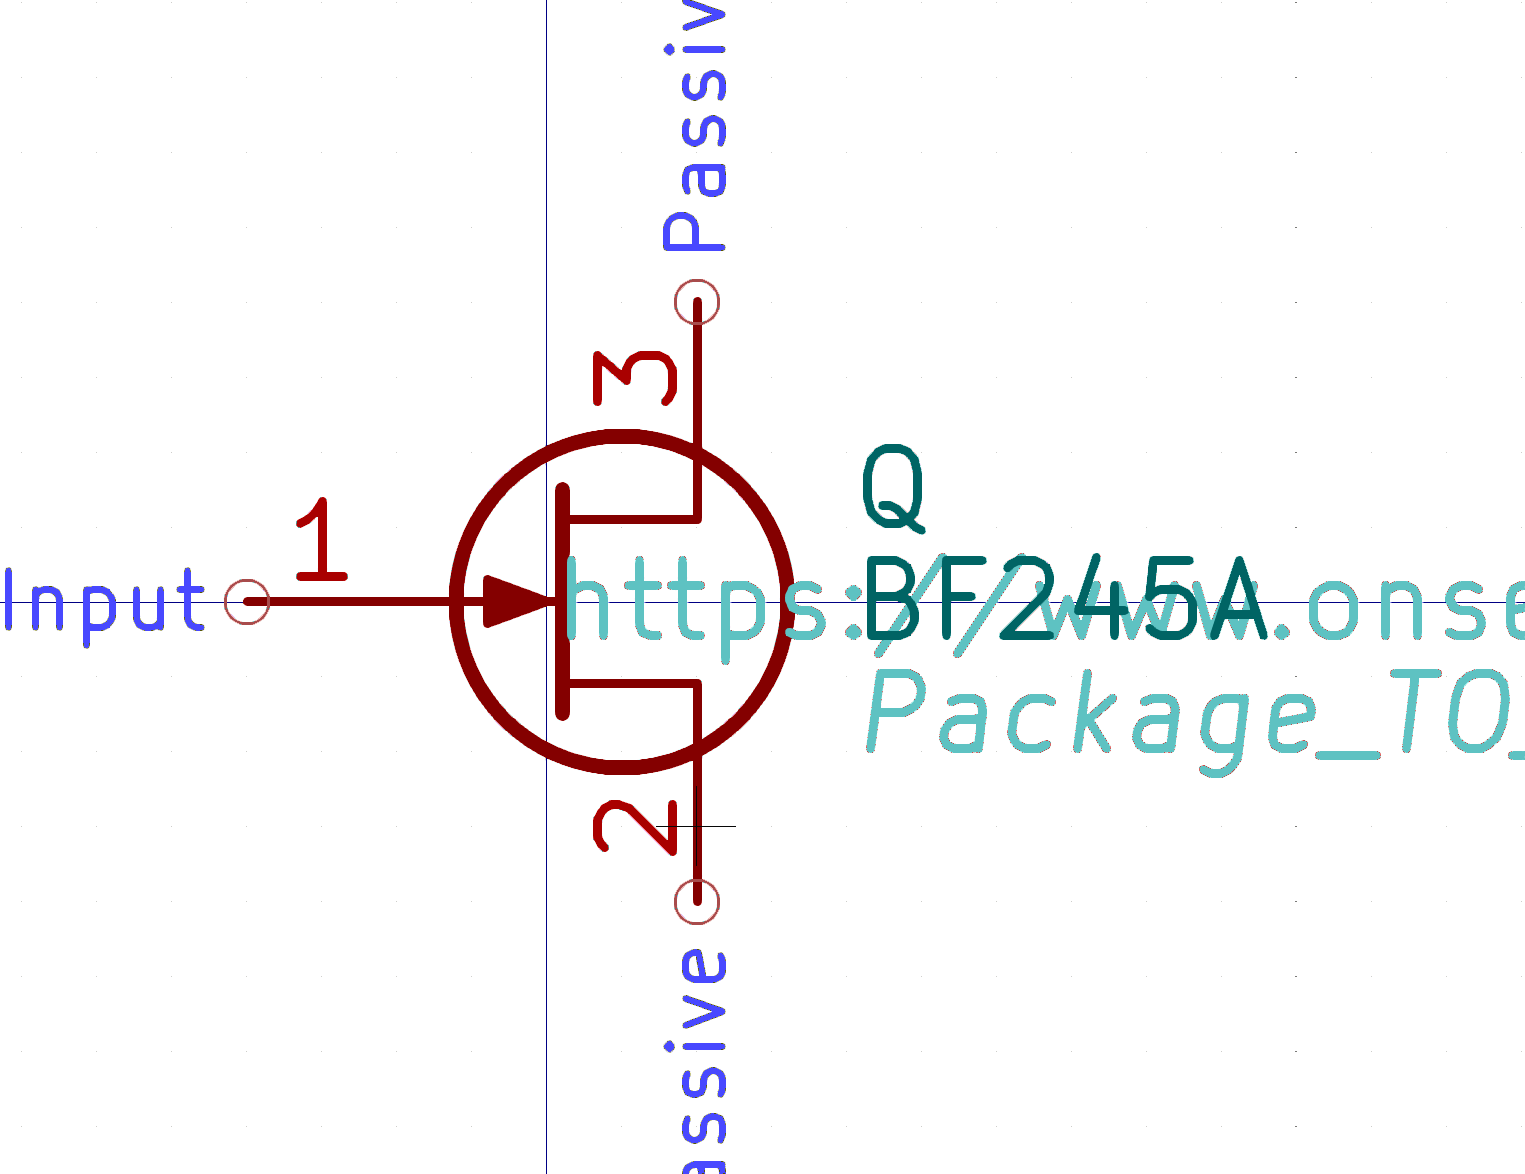 Passiv
3
1
Q
Input
https://www.onse
BF245A
Package_TO_
2
assive